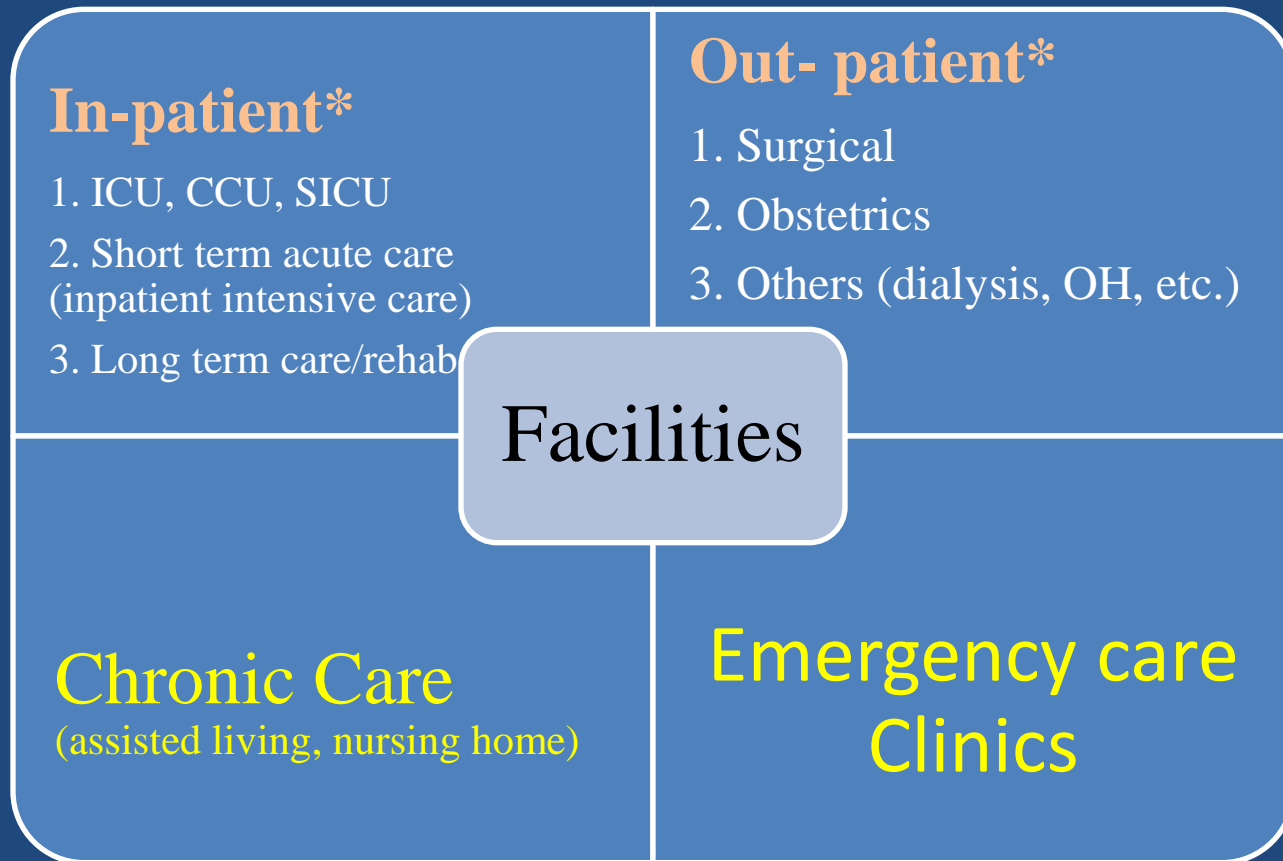 In-patient*
1. ICU, CCU, SICU
2. Short term acute care
(inpatient intensive care)
3. Long term care/rehab
Out- patient*
1. Surgical
2. Obstetrics
3. Others (dialysis, OH, etc.)
Facilities
Chronic Care
(assisted living, nursing home)
Emergency care
Clinics